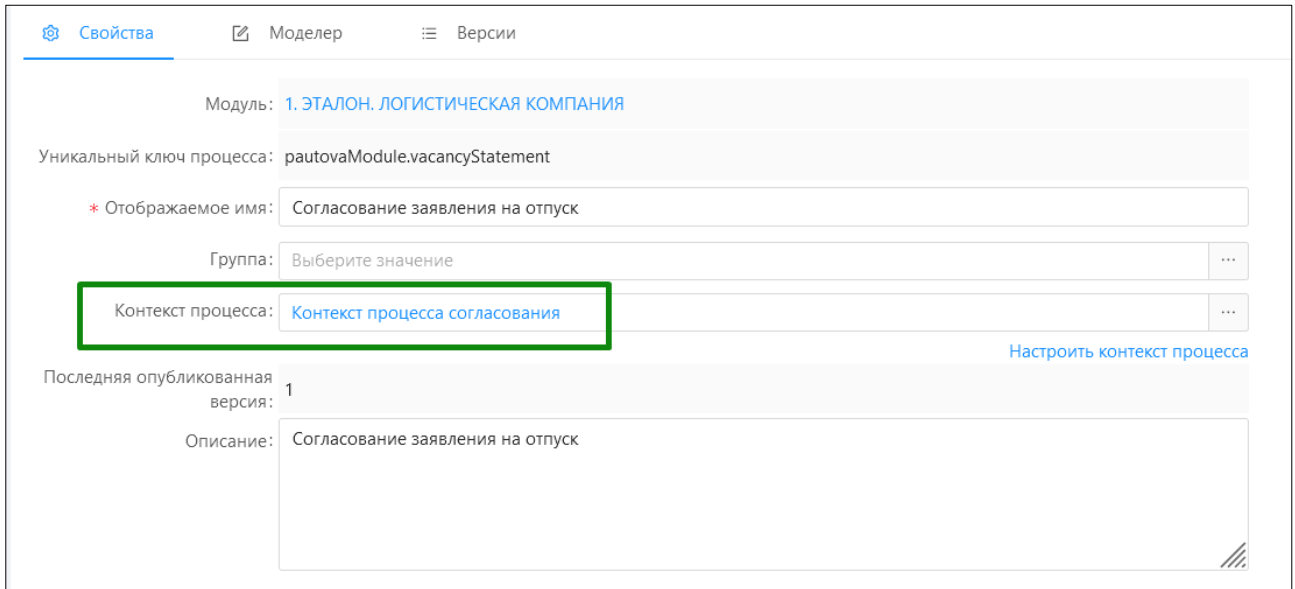 Свойства Моделер Версии
Модуль: 1. ЭТАЛОН. ЛОГИСТИЧЕСКАЯ КОМПАНИЯ
Уникальный ключ процесса: pautovaModule.vacancyStatement
* Отображаемое имя: Согласование заявления на отпуск
Группа: Выберите значение ...
Контекст процесса: Контекст процесса согласования ...
Настроить контекст процесса
Последняя опубликованная
версия: 1
Описание: Согласование заявления на отпуск